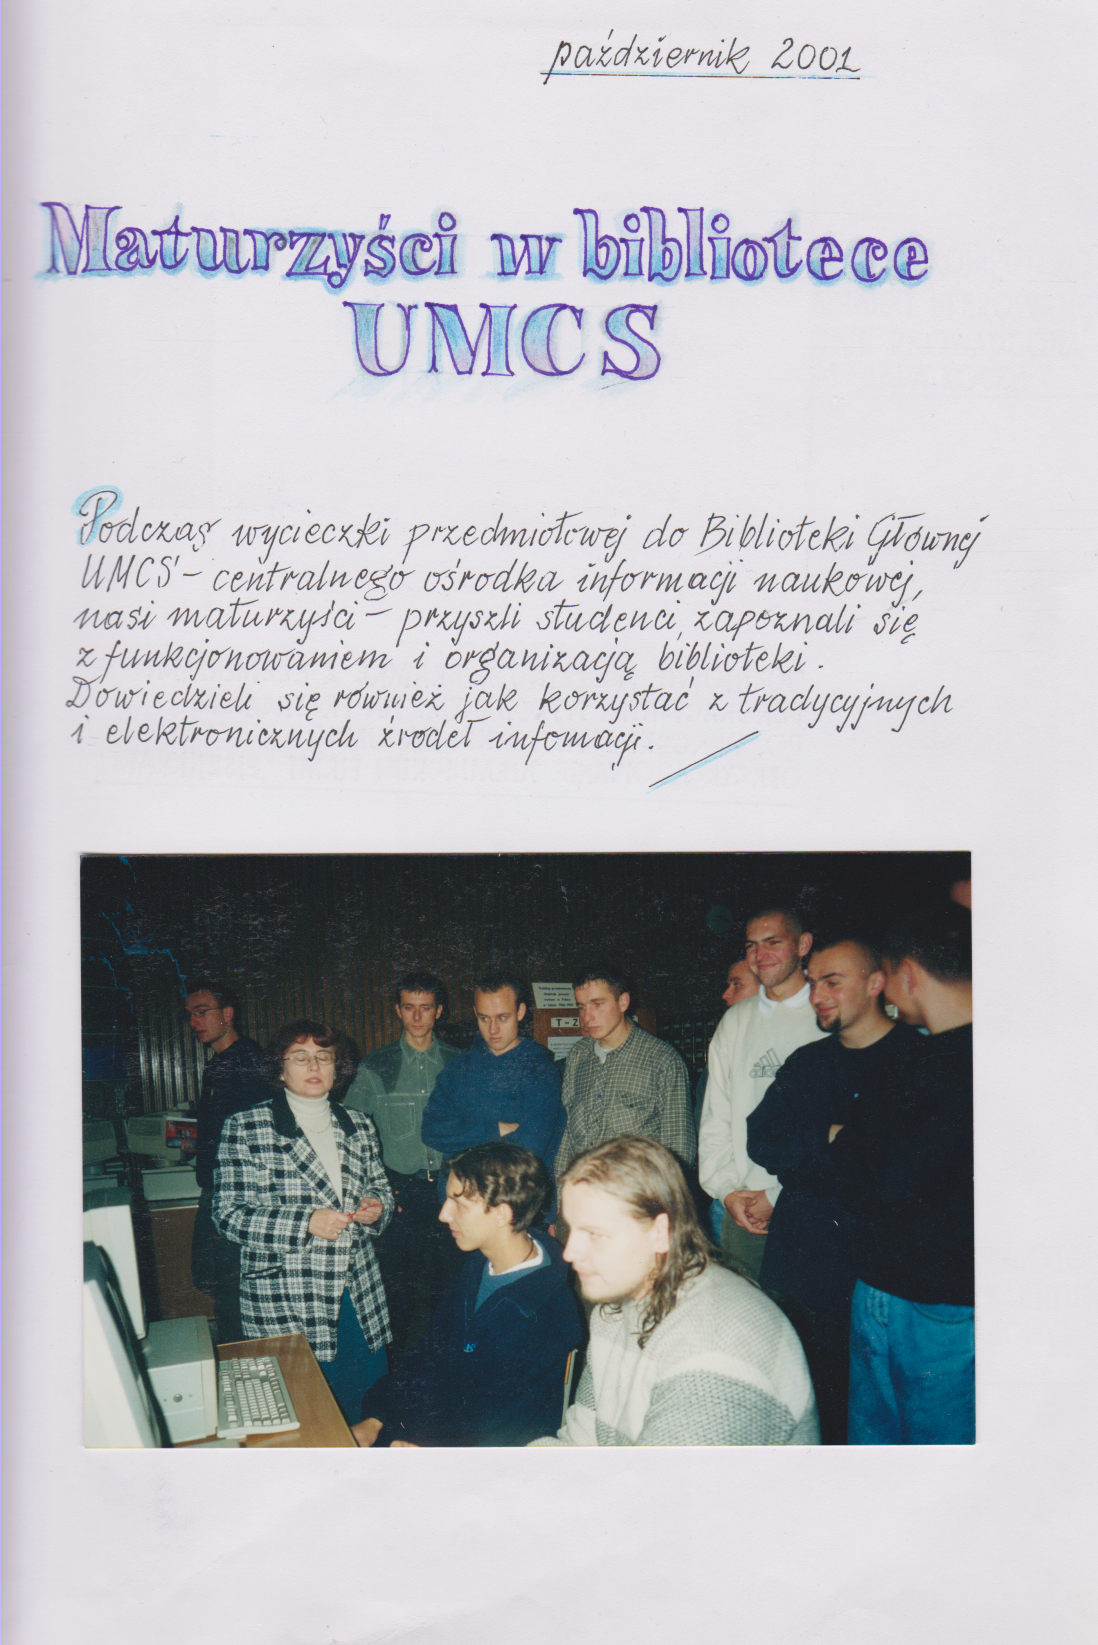 październik 2001
Maturzyści w bibliotece
UMCS
Podczas wycieczki przedmiotowej do Biblioteki Głównej
UMCS – centralnego ośrodka informacji naukowej,
nasi maturzyści – przyszli studenci, zapoznali się
z funkcjonowaniem i organizacją biblioteki.
Dowiedzieli się również jak korzystać z tradycyjnych
i elektronicznych źrodeł infomacji.
T-Z